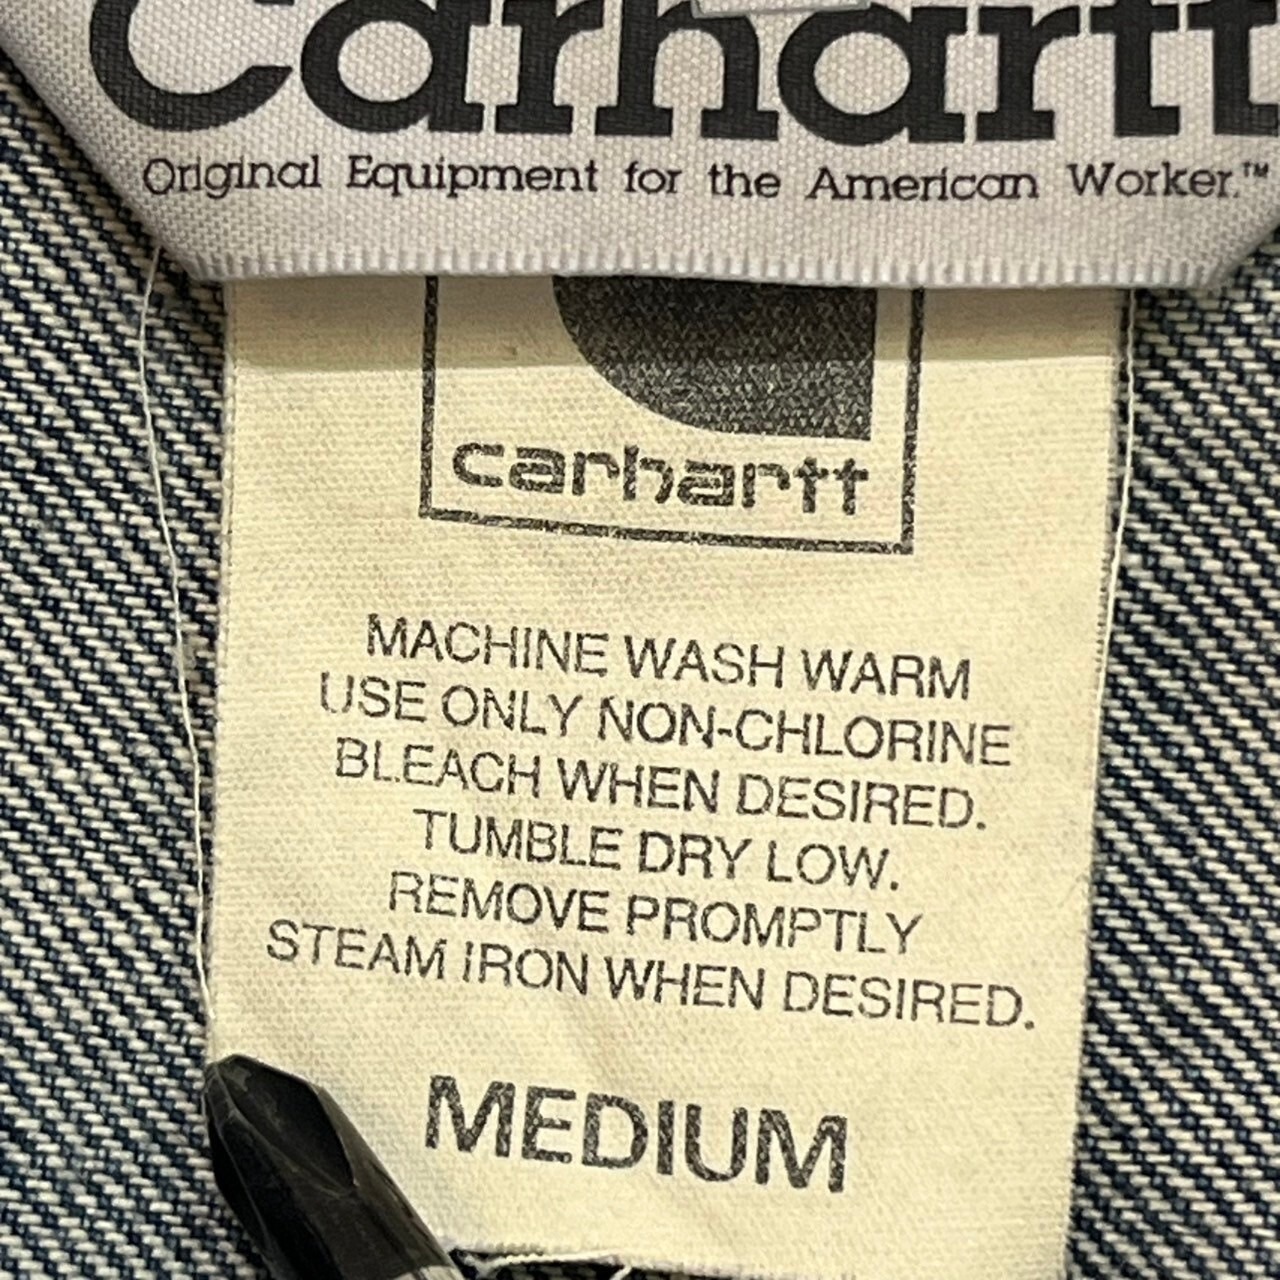 Carhartt
Original Equipment for the American Worker.™
carhartt
MACHINE WASH WARM
USE ONLY NON-CHLORINE
BLEACH WHEN DESIRED.
TUMBLE DRY LOW.
REMOVE PROMPTLY
STEAM IRON WHEN DESIRED.
MEDIUM